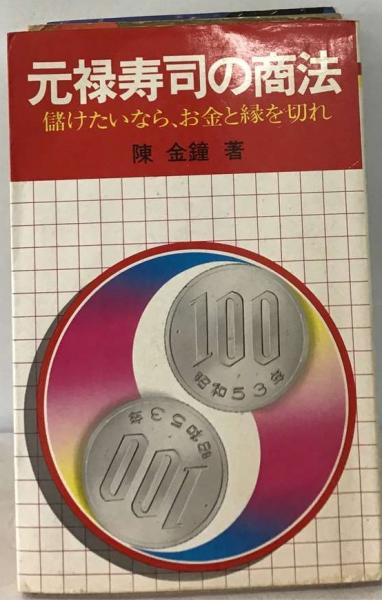 元禄寿司の商法
儲けたいなら、お金と縁を切れ
陳 金鐘 著
100
昭和53年
100
昭和53年